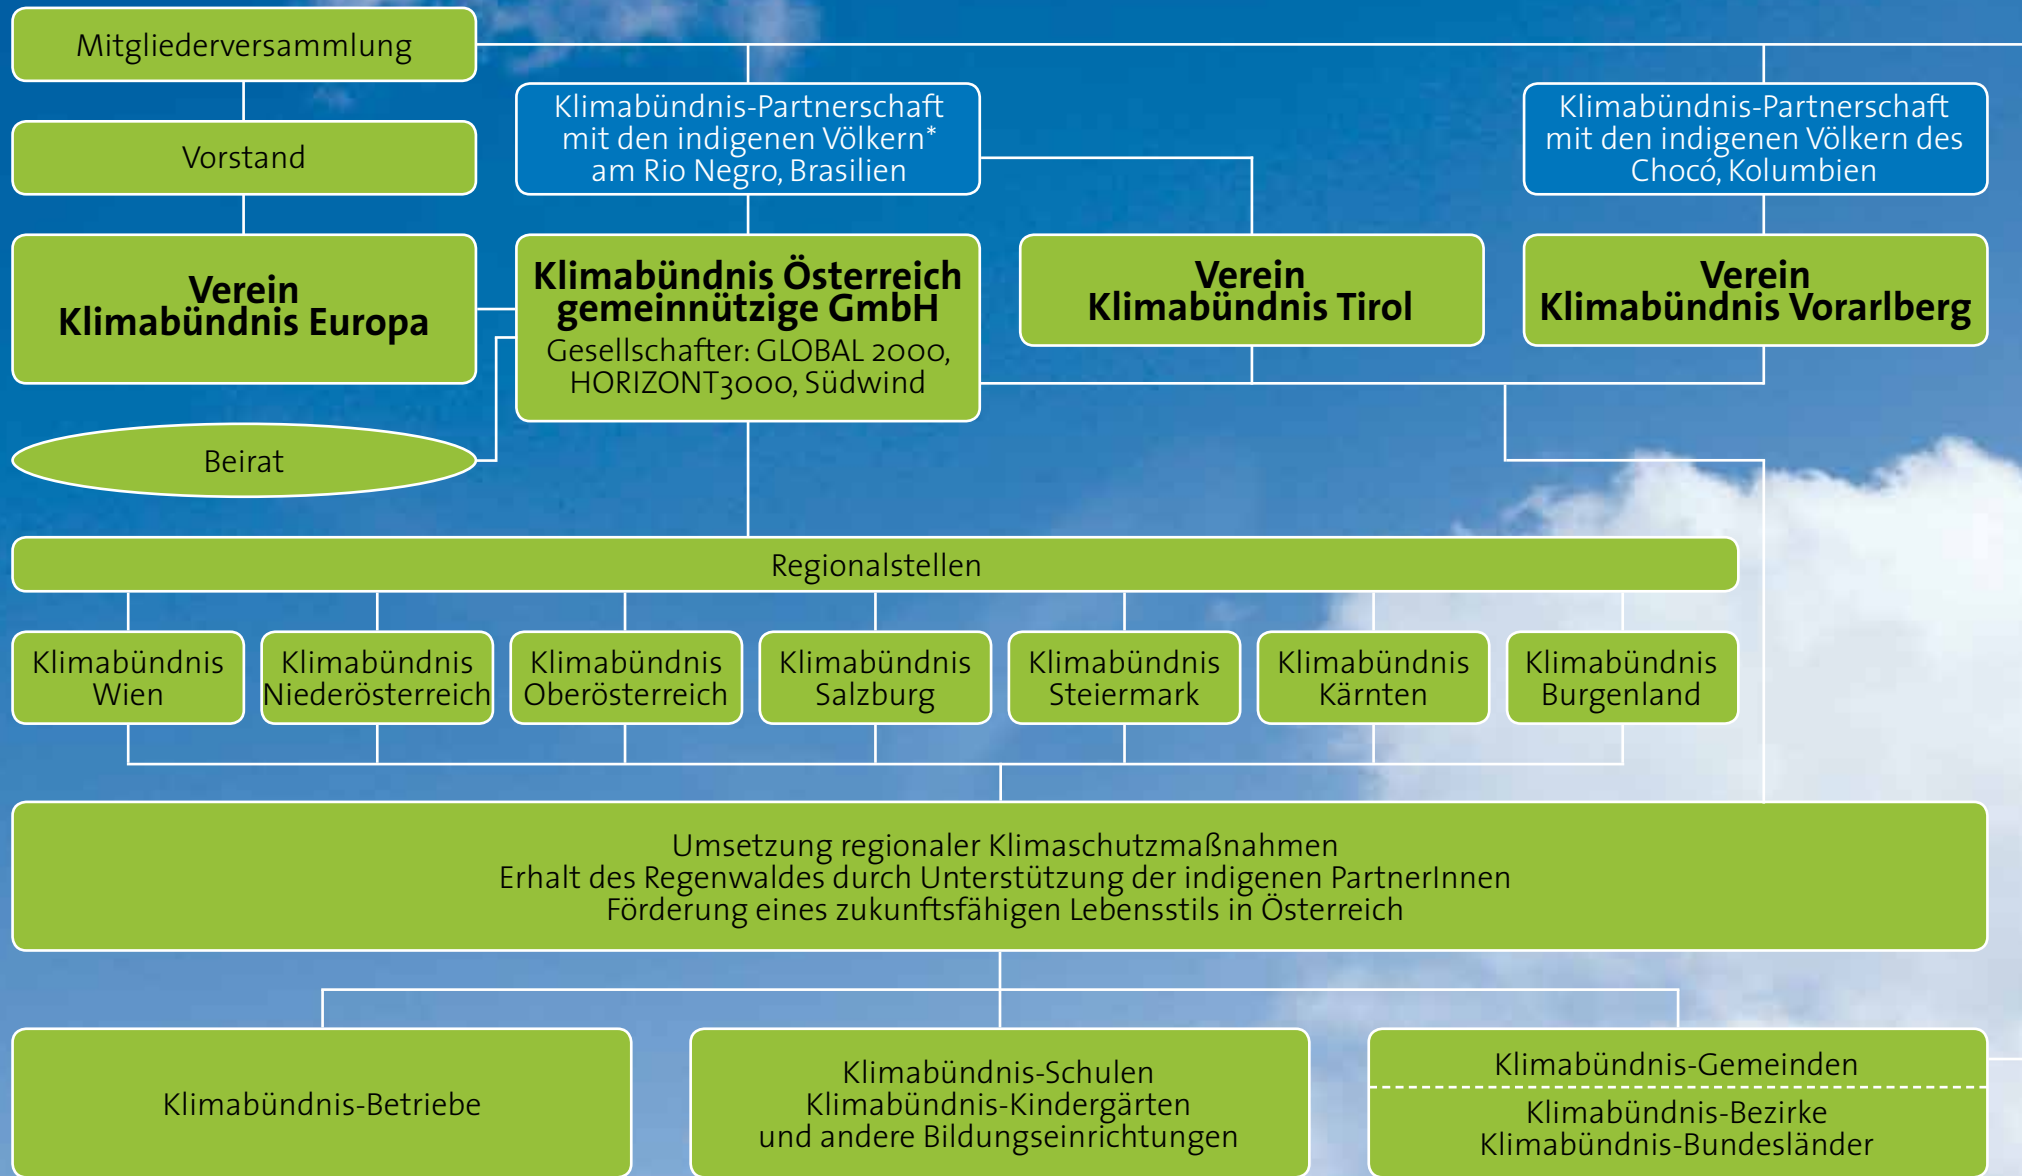 Mitgliederversammlung
Vorstand
Klimabündnis-Partnerschaft
mit den indigenen Völkern*
am Rio Negro, Brasilien
Klimabündnis-Partnerschaft
mit den indigenen Völkern des
Chocó, Kolumbien
Verein
Klimabündnis Europa
Klimabündnis Österreich
gemeinnützige GmbH
Gesellschafter: GLOBAL 2000,
HORIZONT3000, Südwind
Verein
Klimabündnis Tirol
Verein
Klimabündnis Vorarlberg
Beirat
Regionalstellen
Klimabündnis
Wien
Klimabündnis
Niederösterreich
Klimabündnis
Oberösterreich
Klimabündnis
Salzburg
Klimabündnis
Steiermark
Klimabündnis
Kärnten
Klimabündnis
Burgenland
Umsetzung regionaler Klimaschutzmaßnahmen
Erhalt des Regenwaldes durch Unterstützung der indigenen PartnerInnen
Förderung eines zukunftsfähigen Lebensstils in Österreich
Klimabündnis-Betriebe
Klimabündnis-Schulen
Klimabündnis-Kindergärten
und andere Bildungseinrichtungen
Klimabündnis-Gemeinden
Klimabündnis-Bezirke
Klimabündnis-Bundesländer